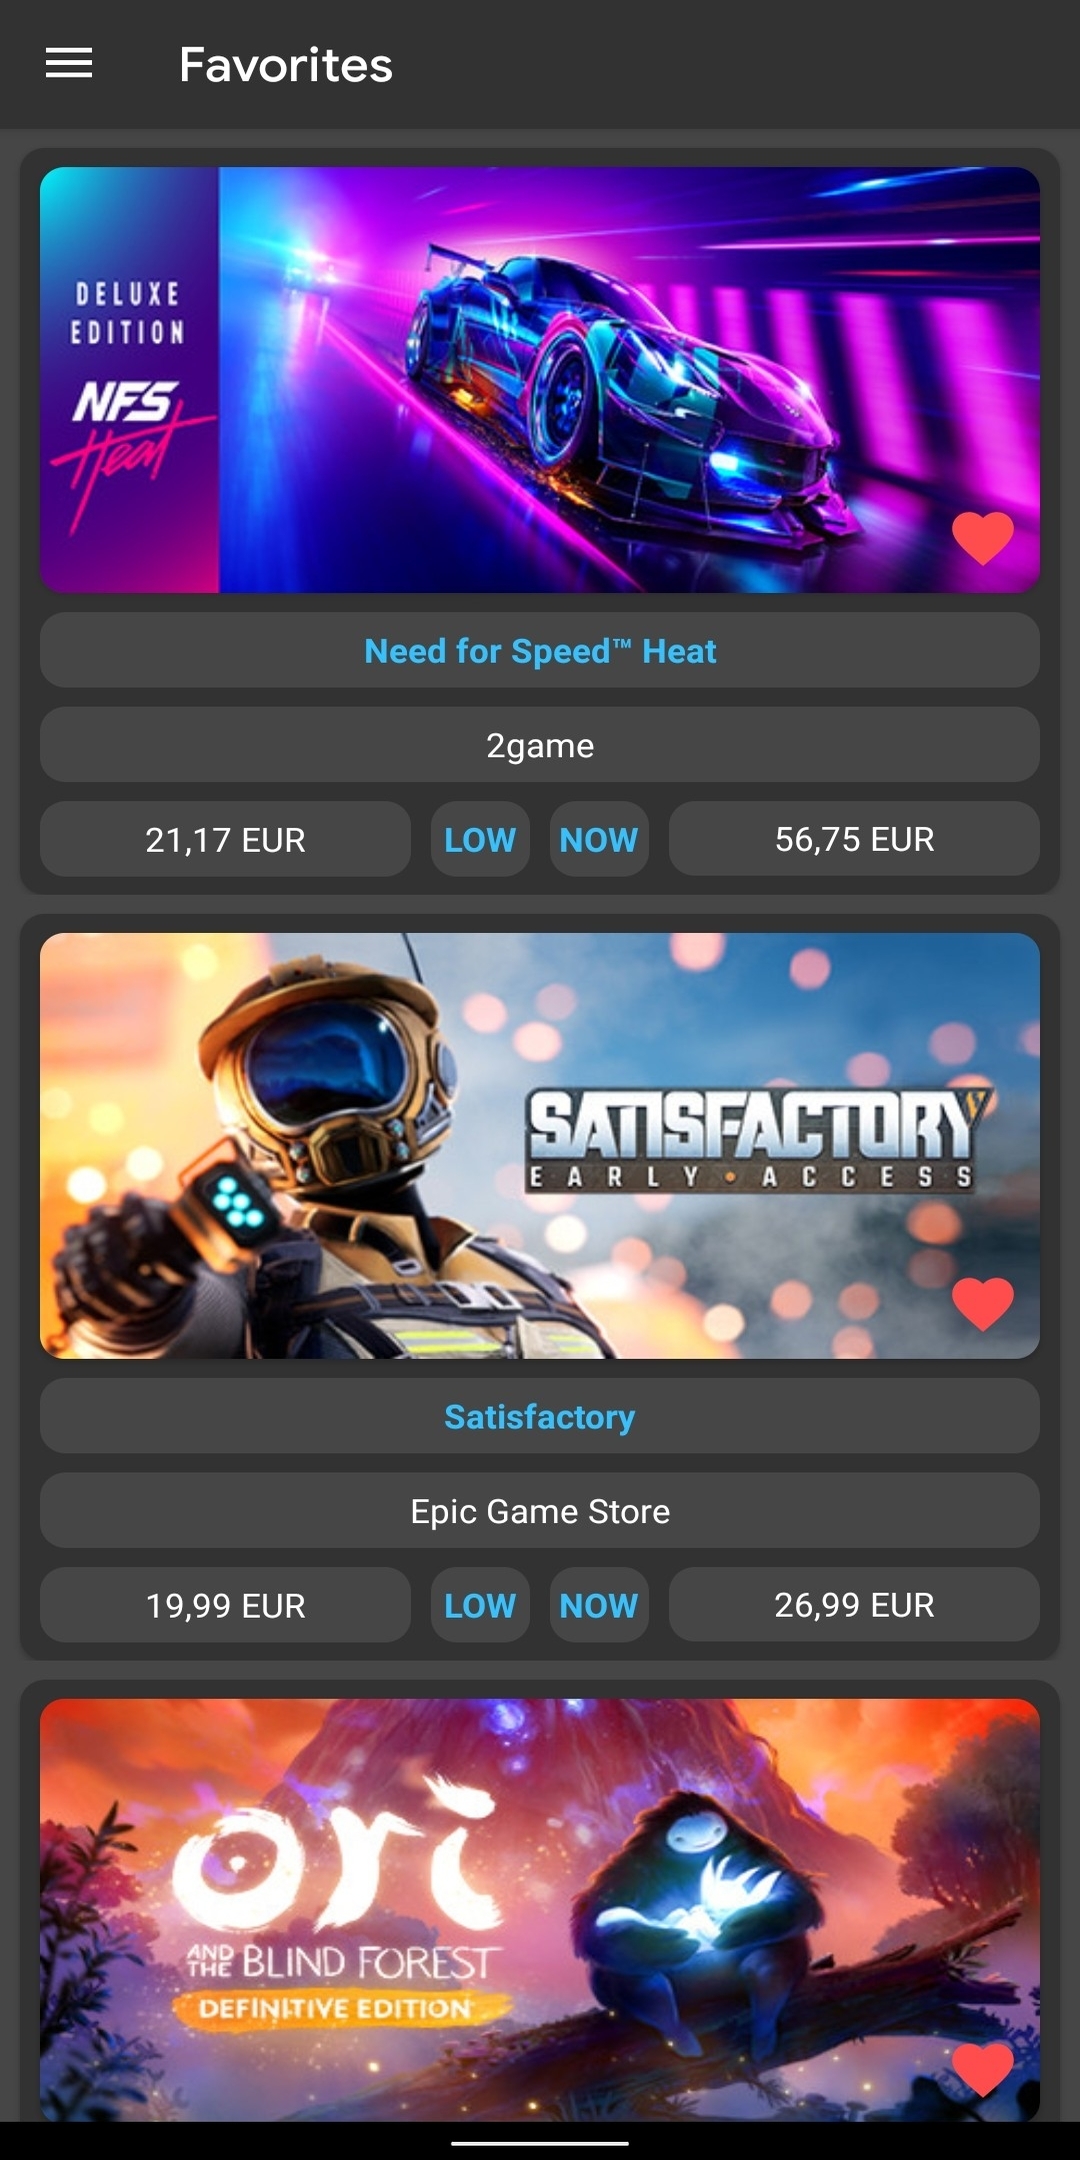 Favorites
DELUXE
EDITION
NFS
Heat
Need for Speed™ Heat
2game
21,17 EUR
LOW
NOW
56,75 EUR
SATISFACTORY
EARLY • ACCESS
Satisfactory
Epic Game Store
19,99 EUR
LOW
NOW
26,99 EUR
ori
AND THE BLIND FOREST
DEFINITIVE EDITION